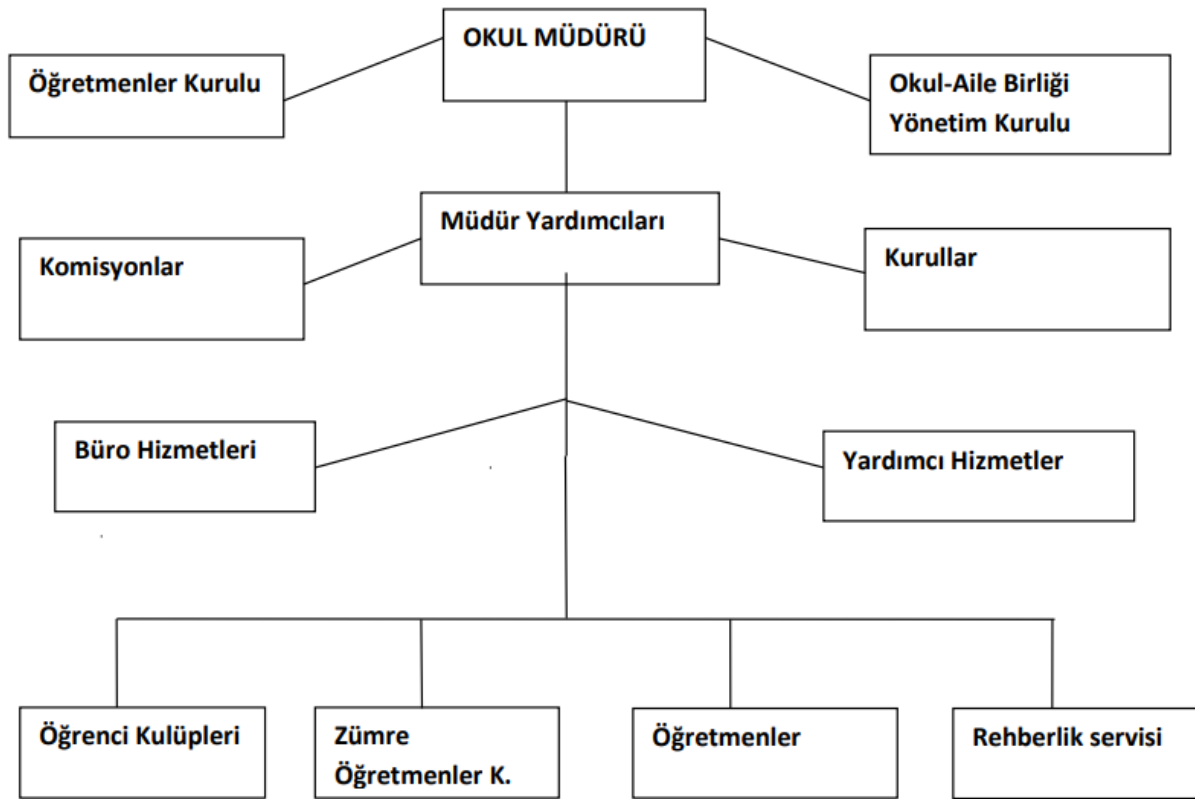 OKUL MÜDÜRÜ
Öğretmenler Kurulu
Okul-Aile Birliği
Yönetim Kurulu
Müdür Yardımcıları
Komisyonlar
Kurullar
Büro Hizmetleri
Yardımcı Hizmetler
Öğrenci Kulüpleri
Zümre
Öğretmenler K.
Öğretmenler
Rehberlik servisi